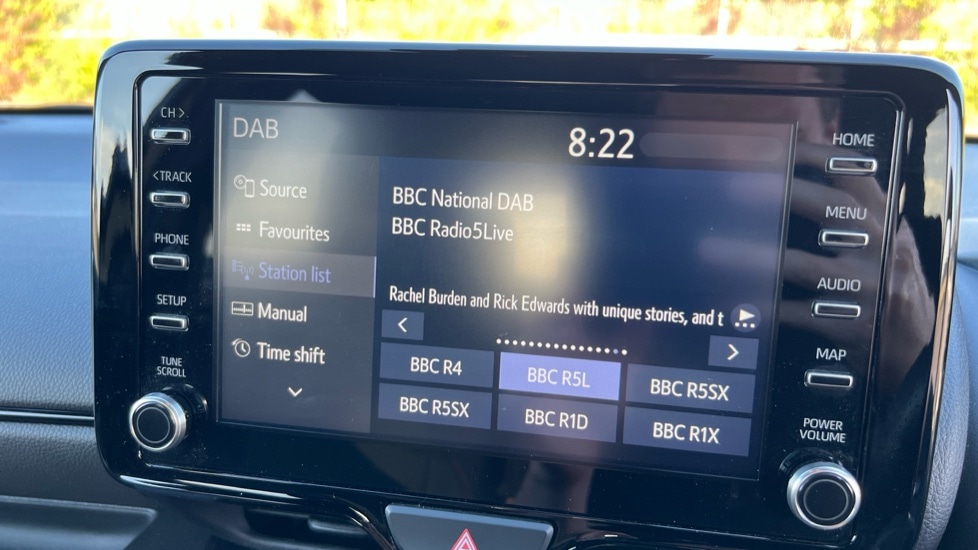 CH >
< TRACK
PHONE
SETUP
TUNE
SCROLL
DAB
8:22
Source
Favourites
Station list
Manual
Time shift
BBC National DAB
BBC Radio5Live
Rachel Burden and Rick Edwards with unique stories, and t
<
>
BBC R4
BBC R5L
BBC R5SX
BBC R5SX
BBC R1D
BBC R1X
HOME
MENU
AUDIO
MAP
POWER
VOLUME